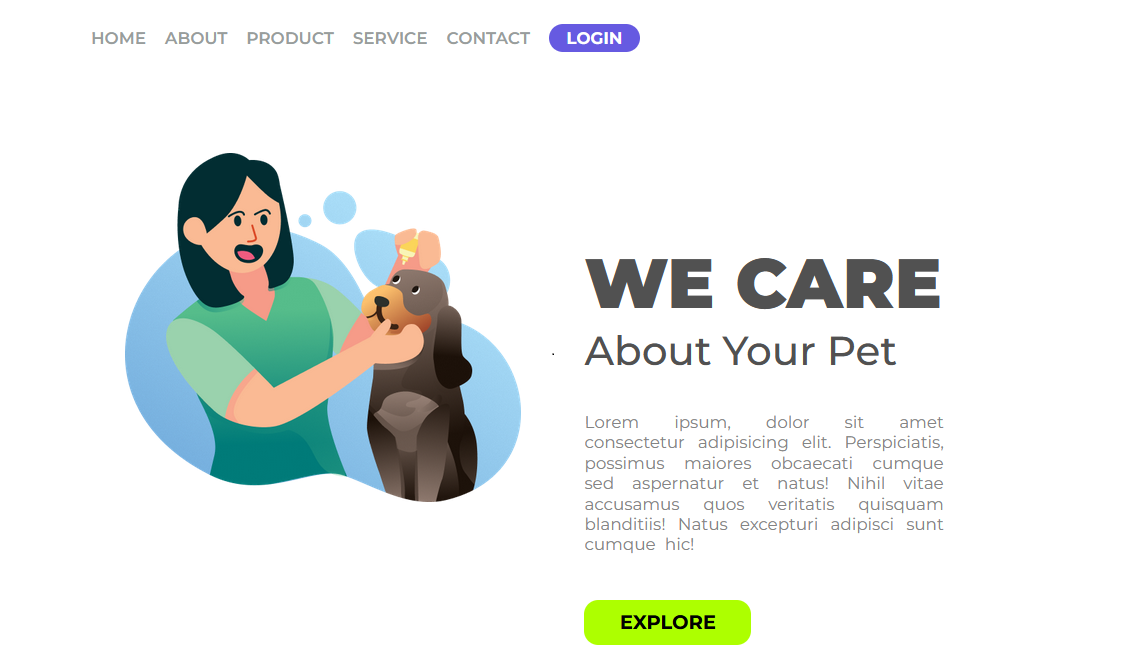 HOME ABOUT PRODUCT SERVICE CONTACT LOGIN
WE CARE
About Your Pet
Lorem ipsum, dolor sit amet
consectetur adipisicing elit. Perspiciatis,
possimus maiores obcaecati cumque
sed aspernatur et natus! Nihil vitae
accusamus quos veritatis quisquam
blanditiis! Natus excepturi adipisci sunt
cumque hic!
EXPLORE